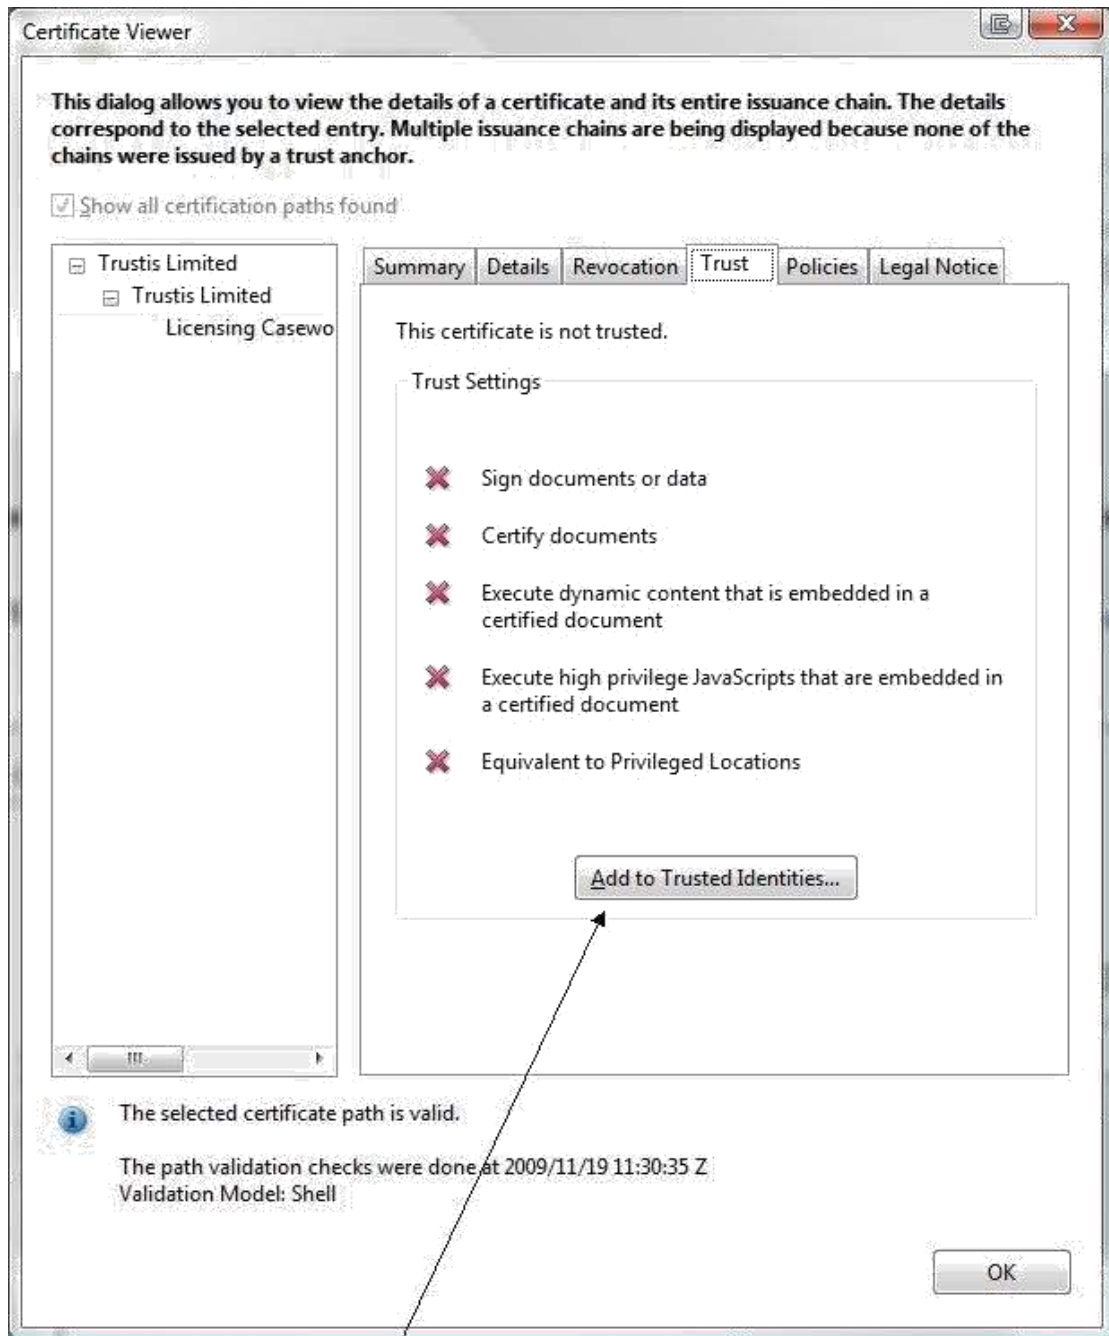 Certificate Viewer
This dialog allows you to view the details of a certificate and its entire issuance chain. The details
correspond to the selected entry. Multiple issuance chains are being displayed because none of the
chains were issued by a trust anchor.
Show all certification paths found
Trustis Limited
Trustis Limited
Licensing Casewo
Summary Details Revocation Trust Policies Legal Notice
This certificate is not trusted.
Trust Settings
Sign documents or data
Certify documents
Execute dynamic content that is embedded in a
certified document
Execute high privilege JavaScripts that are embedded in
a certified document
Equivalent to Privileged Locations
Add to Trusted Identities...
The selected certificate path is valid.
The path validation checks were done at 2009/11/19 11:30:35 Z
Validation Model: Shell
OK